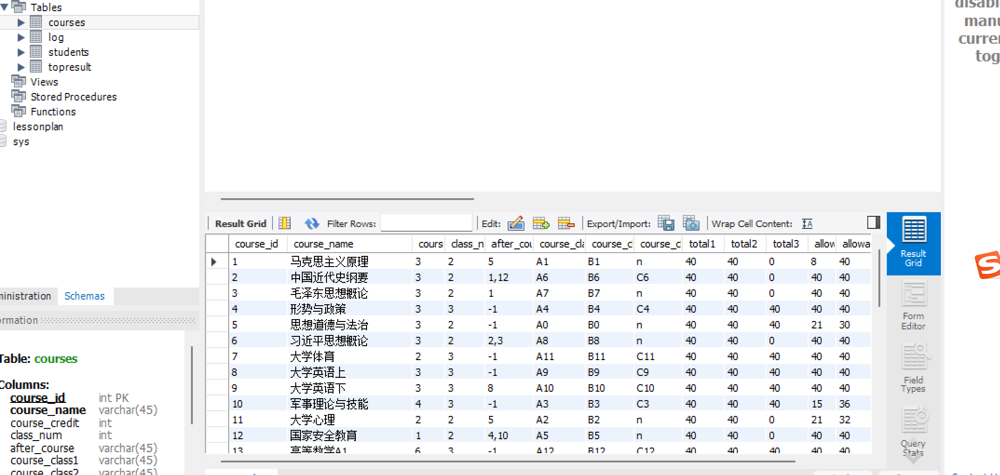 Tables
courses
log
students
topresult
Views
Stored Procedures
Functions
lessonplan
sys
ministration Schemas
ormation
Table: courses
Columns:
course_id int PK
course_name varchar(45)
course_credit int
class_num int
after_course varchar(45)
course_class1 varchar(45)
course_class2 varchar(45)
Result Grid Filter Rows: Edit: Export/Import: Wrap Cell Content:
course_id course_name cours class_n after_cou course_cla course_c course_c total1 total2 total3 allow allowa
1 马克思主义原理 3 2 5 A1 B1 n 40 40 0 8 40
2 中国近代史纲要 3 2 1,12 A6 B6 C6 40 40 0 40 40
3 毛泽东思想概论 3 2 1 A7 B7 n 40 40 0 40 40
4 形势与政策 3 3 -1 A4 B4 C4 40 40 40 40 40
5 思想道德与法治 3 2 -1 A0 B0 n 40 40 40 21 30
6 习近平思想概论 3 2 2,3 A8 B8 n 40 40 0 40 40
7 大学体育 2 3 -1 A11 B11 C11 40 40 40 40 40
8 大学英语上 3 3 -1 A9 B9 C9 40 40 40 40 40
9 大学英语下 3 3 8 A10 B10 C10 40 40 40 40 40
10 军事理论与技能 4 3 -1 A3 B3 C3 40 40 40 15 36
11 大学心理 2 2 5 A2 B2 n 40 40 0 21 32
12 国家安全教育 1 2 4,10 A5 B5 n 40 40 0 40 40
13 高等数学A1 6 3 -1 A12 B12 C12 40 40 40 40 40
Result
Grid
Form
Editor
Field
Types
Query
Stats
disabl
manu
currer
tog
S